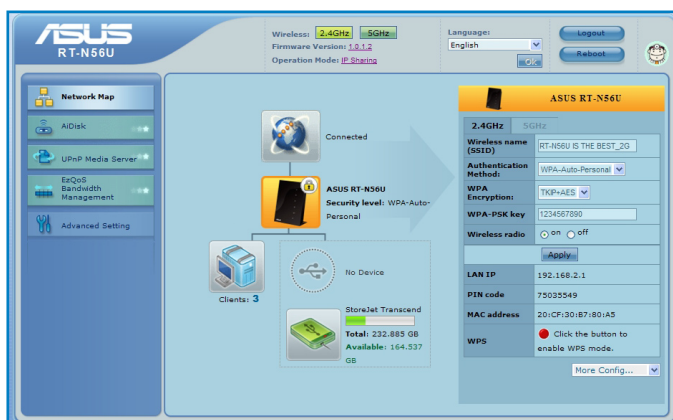 ASUS
RT-N56U
Wireless: 2.4GHz 5GHz
Firmware Version: 1.0.1.2
Operation Mode: IP Sharing
Language:
English
OK
Logout
Reboot
Network Map
AiDisk
UPnP Media Server
EzQoS
Bandwidth
Management
Advanced Setting
Connected
ASUS RT-N56U
Security level: WPA-Auto-
Personal
Clients: 3
No Device
StoreJet Transcend
Total: 232.885 GB
Available: 164.537
GB
ASUS RT-N56U
2.4GHz 5GHz
Wireless name
(SSID)
RT-N56U IS THE BEST_2G
Authentication
Method:
WPA-Auto-Personal
WPA
Encryption:
TKIP+AES
WPA-PSK key
1234567890
Wireless radio
on off
Apply
LAN IP
192.168.2.1
PIN code
75035549
MAC address
20:CF:30:B7:80:A5
WPS
Click the button to
enable WPS mode.
More Config...